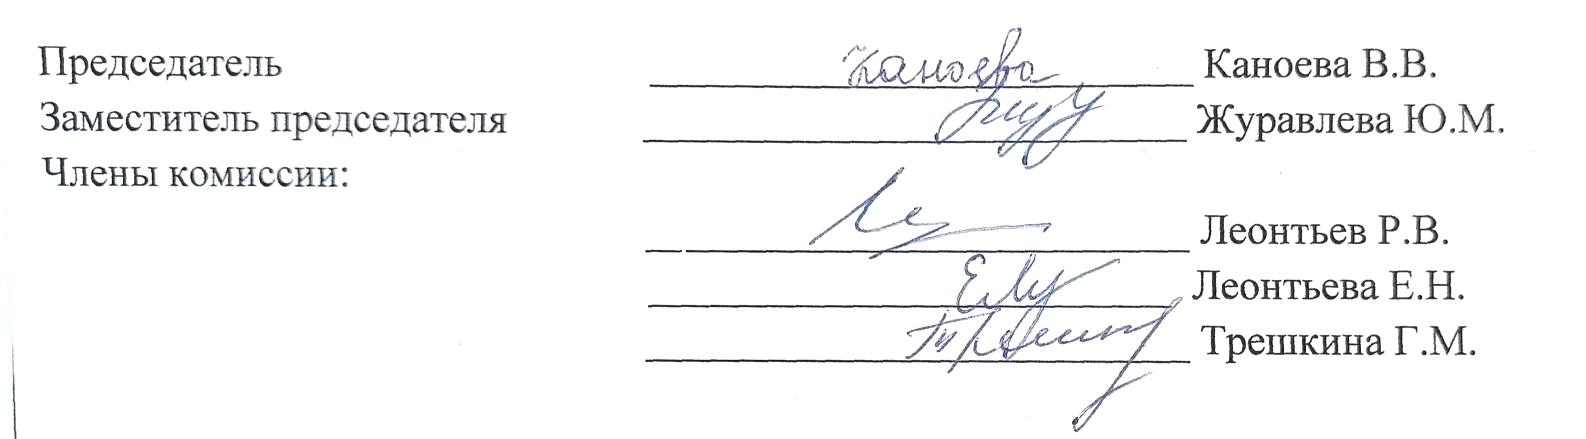 Председатель Каноева Каноева В.В.
Заместитель председателя Журавлева Ю.М.
Члены комиссии:
Леонтьев Р.В.
Леонтьева Е.Н.
Трешкина Г.М.